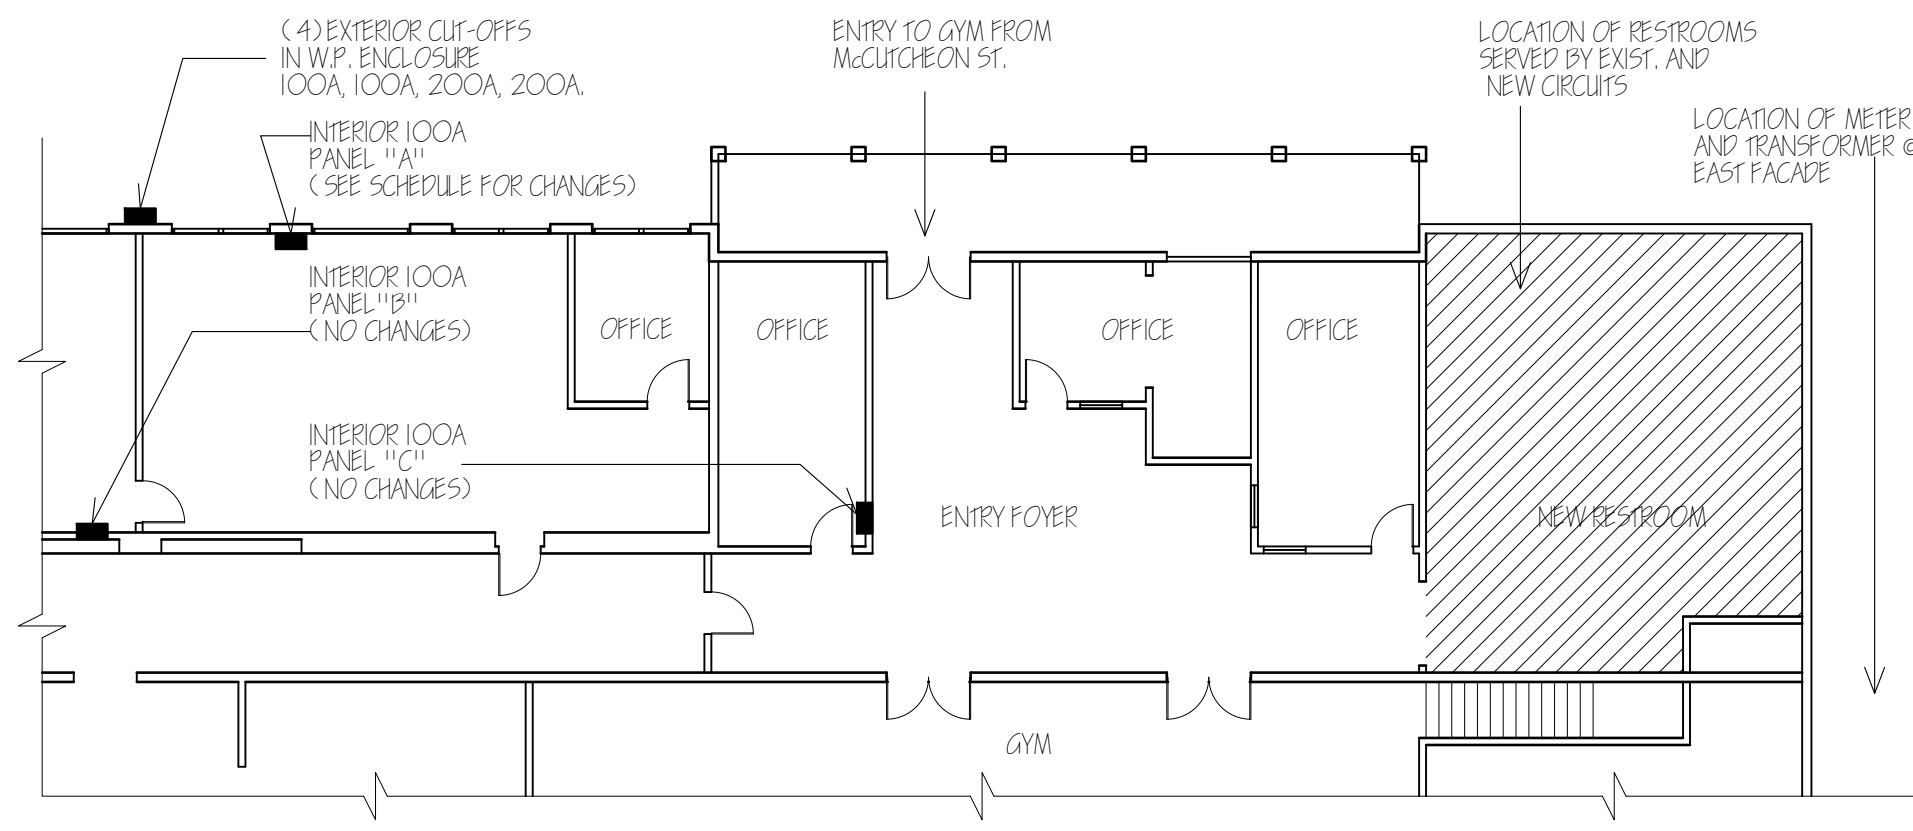 (4) EXTERIOR CUT-OFFS
IN W.P. ENCLOSURE
100A, 100A, 200A, 200A.
ENTRY TO GYM FROM
McCUTCHEON ST.
LOCATION OF RESTROOMS
SERVED BY EXIST. AND
NEW CIRCUITS
LOCATION OF METER
AND TRANSFORMER @
EAST FACADE
INTERIOR 100A
PANEL "A"
(SEE SCHEDULE FOR CHANGES)
INTERIOR 100A
PANEL "B"
(NO CHANGES)
OFFICE
OFFICE
OFFICE
OFFICE
INTERIOR 100A
PANEL "C"
(NO CHANGES)
ENTRY FOYER
NEW RESTROOM
GYM